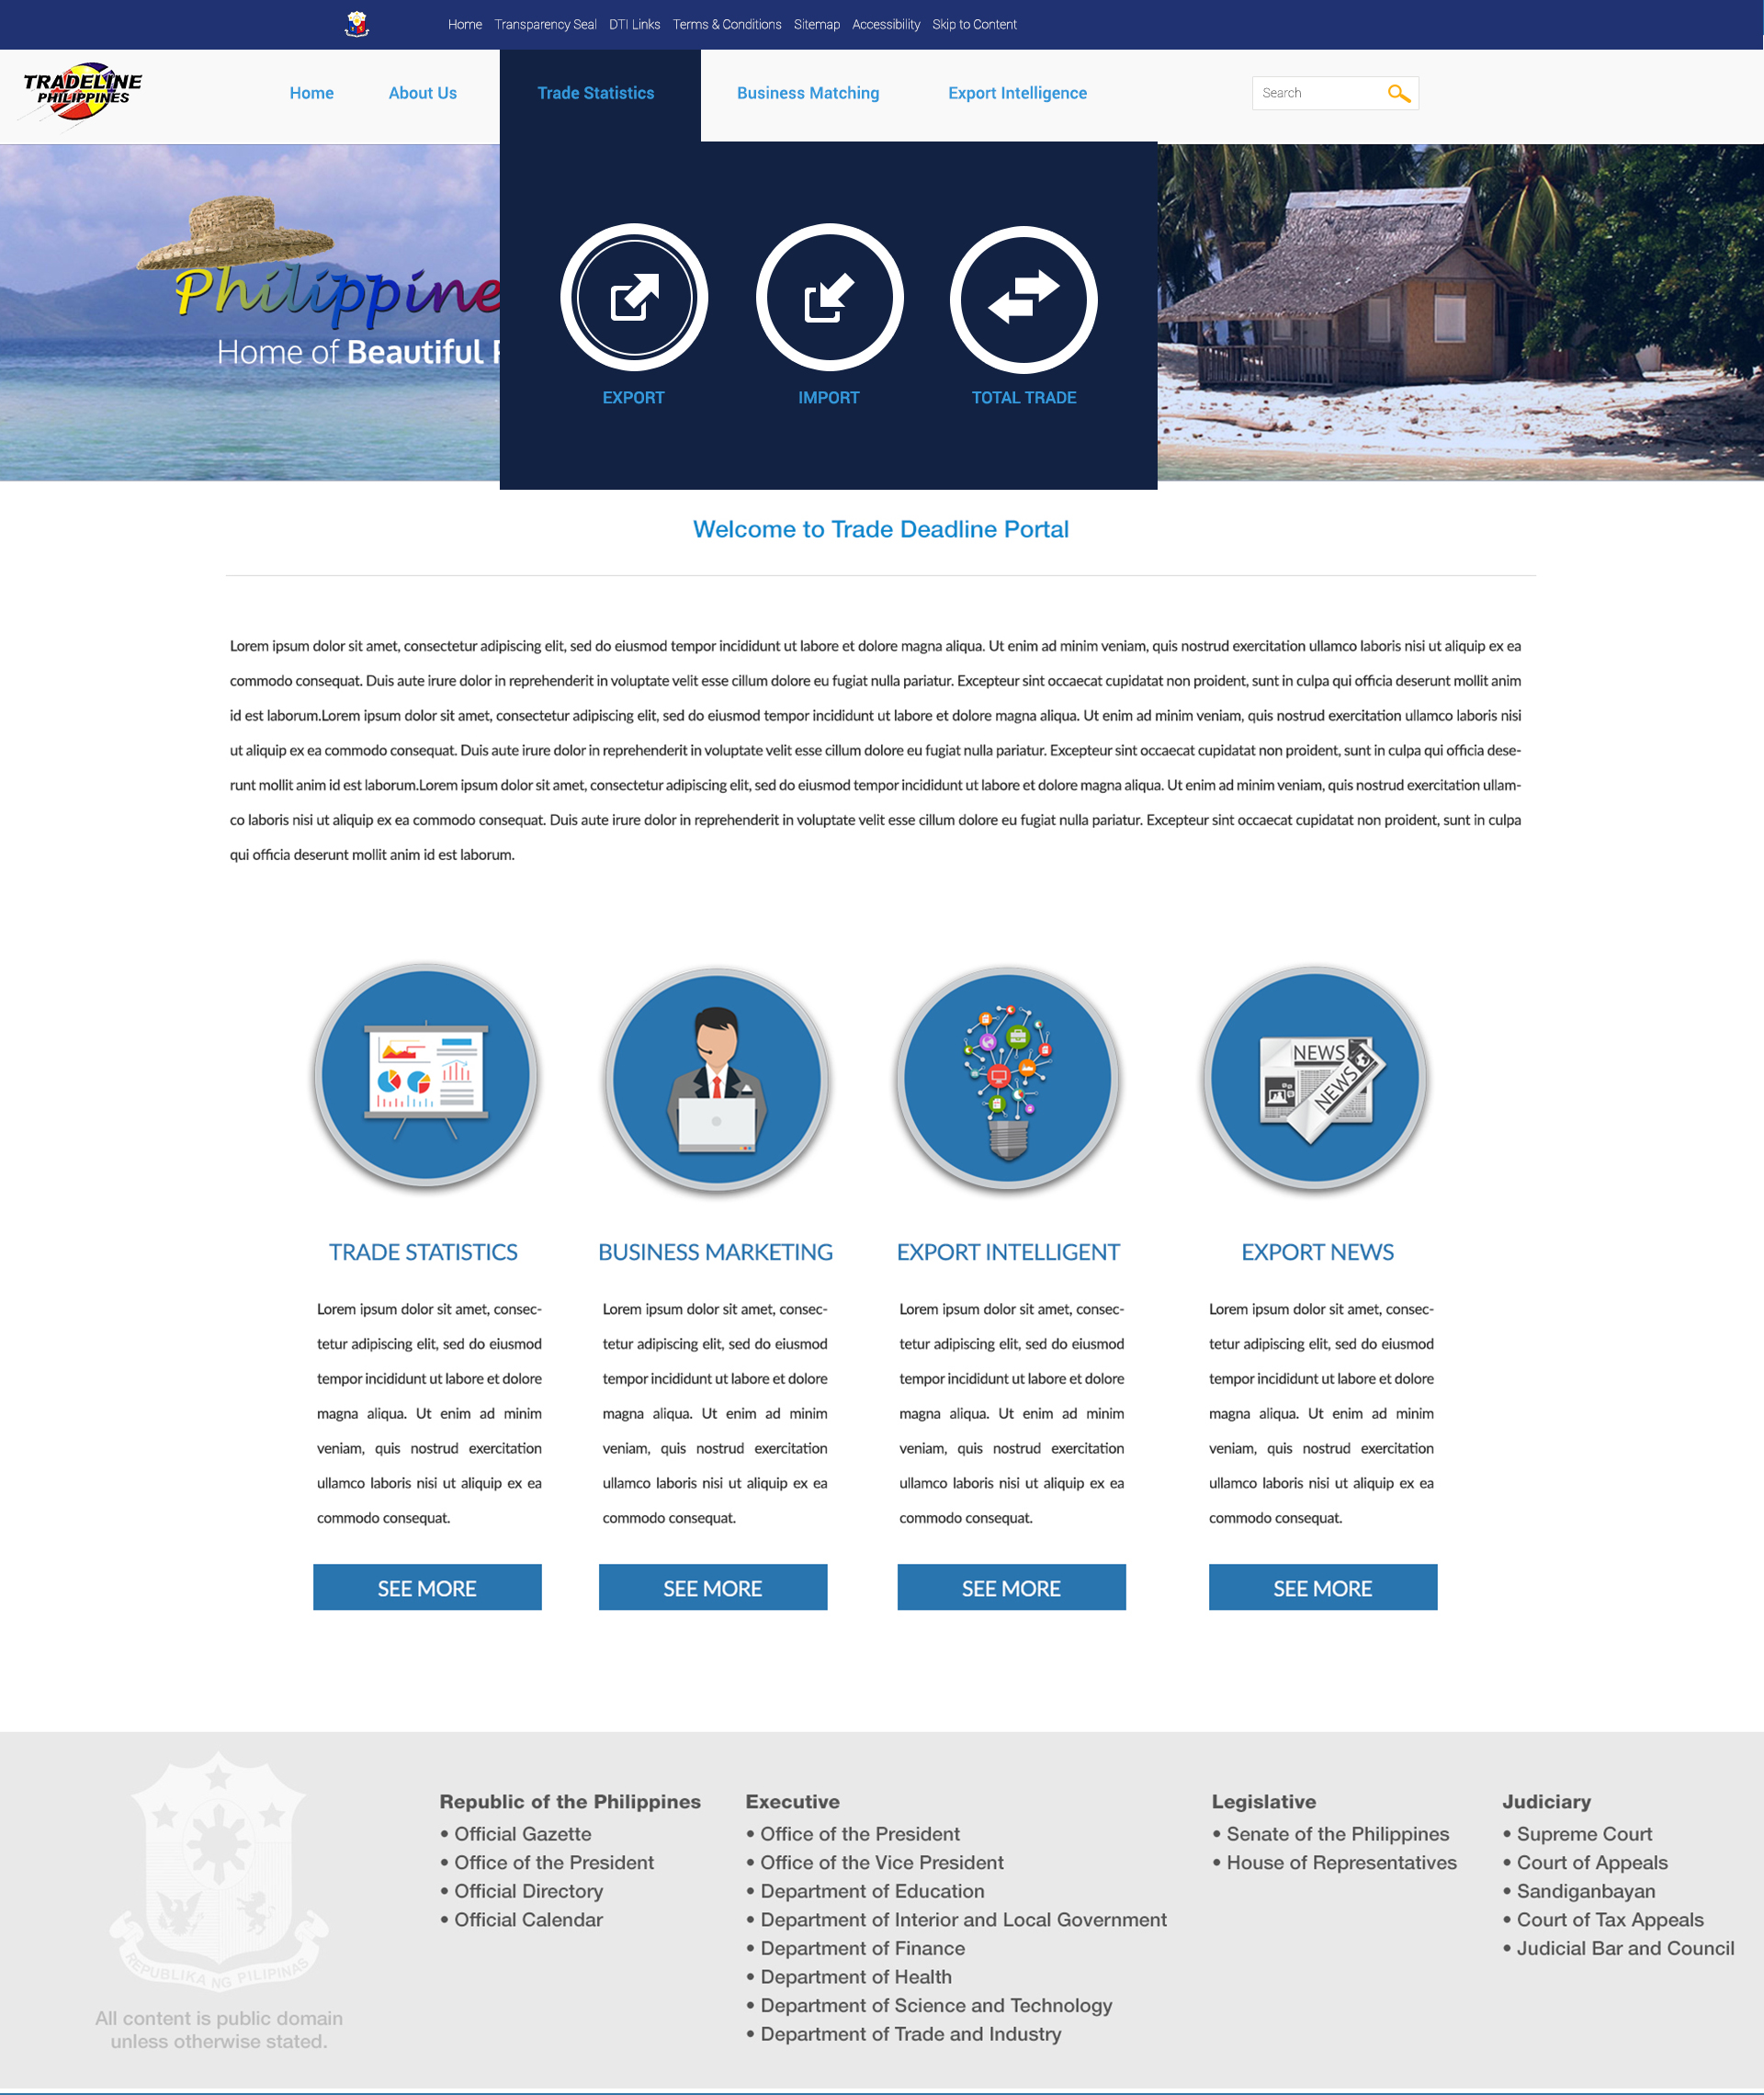 Home Transparency Seal DTI Links Terms & Conditions Sitemap Accessibility Skip to Content
TRADELINE
PHILIPPINES
Home About Us Trade Statistics Business Matching Export Intelligence Search
Philippine
Home of Beautiful
EXPORT IMPORT TOTAL TRADE
Welcome to Trade Deadline Portal
Lorem ipsum dolor sit amet, consectetur adipiscing elit, sed do eiusmod tempor incididunt ut labore et dolore magna aliqua. Ut enim ad minim veniam, quis nostrud exercitation ullamco laboris nisi ut aliquip ex ea
commodo consequat. Duis aute irure dolor in reprehenderit in voluptate velit esse cillum dolore eu fugiat nulla pariatur. Excepteur sint occaecat cupidatat non proident, sunt in culpa qui officia deserunt mollit anim
id est laborum.Lorem ipsum dolor sit amet, consectetur adipiscing elit, sed do eiusmod tempor incididunt ut labore et dolore magna aliqua. Ut enim ad minim veniam, quis nostrud exercitation ullamco laboris nisi
ut aliquip ex ea commodo consequat. Duis aute irure dolor in reprehenderit in voluptate velit esse cillum dolore eu fugiat nulla pariatur. Excepteur sint occaecat cupidatat non proident, sunt in culpa qui officia dese-
runt mollit anim id est laborum.Lorem ipsum dolor sit amet, consectetur adipiscing elit, sed do eiusmod tempor incididunt ut labore et dolore magna aliqua. Ut enim ad minim veniam, quis nostrud exercitation ullam-
co laboris nisi ut aliquip ex ea commodo consequat. Duis aute irure dolor in reprehenderit in voluptate velit esse cillum dolore eu fugiat nulla pariatur. Excepteur sint occaecat cupidatat non proident, sunt in culpa
qui officia deserunt mollit anim id est laborum.
NEWS
NEWS
TRADE STATISTICS
Lorem ipsum dolor sit amet, consec-
tetur adipiscing elit, sed do eiusmod
tempor incididunt ut labore et dolore
magna aliqua. Ut enim ad minim
veniam, quis nostrud exercitation
ullamco laboris nisi ut aliquip ex ea
commodo consequat.
SEE MORE
BUSINESS MARKETING
Lorem ipsum dolor sit amet, consec-
tetur adipiscing elit, sed do eiusmod
tempor incididunt ut labore et dolore
magna aliqua. Ut enim ad minim
veniam, quis nostrud exercitation
ullamco laboris nisi ut aliquip ex ea
commodo consequat.
SEE MORE
EXPORT INTELLIGENT
Lorem ipsum dolor sit amet, consec-
tetur adipiscing elit, sed do eiusmod
tempor incididunt ut labore et dolore
magna aliqua. Ut enim ad minim
veniam, quis nostrud exercitation
ullamco laboris nisi ut aliquip ex ea
commodo consequat.
SEE MORE
EXPORT NEWS
Lorem ipsum dolor sit amet, consec-
tetur adipiscing elit, sed do eiusmod
tempor incididunt ut labore et dolore
magna aliqua. Ut enim ad minim
veniam, quis nostrud exercitation
ullamco laboris nisi ut aliquip ex ea
commodo consequat.
SEE MORE
REPUBLIKA NG PILIPINAS
All content is public domain
unless otherwise stated.
Republic of the Philippines
• Official Gazette
• Office of the President
• Official Directory
• Official Calendar
Executive
• Office of the President
• Office of the Vice President
• Department of Education
• Department of Interior and Local Government
• Department of Finance
• Department of Health
• Department of Science and Technology
• Department of Trade and Industry
Legislative
• Senate of the Philippines
• House of Representatives
Judiciary
• Supreme Court
• Court of Appeals
• Sandiganbayan
• Court of Tax Appeals
• Judicial Bar and Council